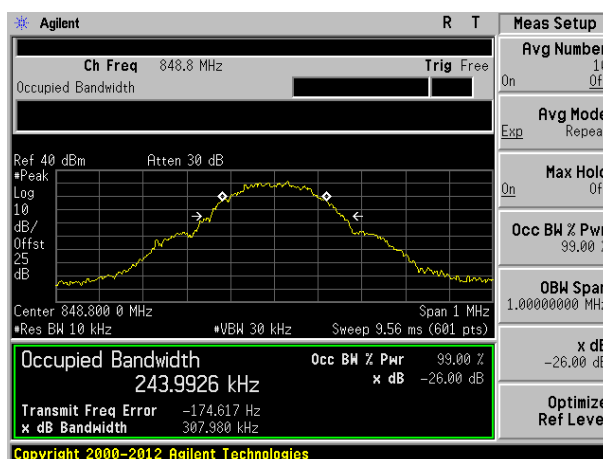 Agilent R T
Meas Setup
Ch Freq 848.8 MHz Trig Free
Occupied Bandwidth
Avg Number
10
On Off
Avg Mode
Exp Repeat
Max Hold
On Off
Occ BW % Pwr
99.00 %
OBW Span
1.00000000 MHz
x dB
-26.00 dB
Optimize
Ref Level
Ref 40 dBm Atten 30 dB
#Peak
Log
10
dB/
Offst
25
dB
Center 848.800 0 MHz Span 1 MHz
#Res BW 10 kHz #VBW 30 kHz Sweep 9.56 ms (601 pts)
Occupied Bandwidth Occ BW % Pwr 99.00 %
243.9926 kHz x dB -26.00 dB
Transmit Freq Error -174.617 Hz
x dB Bandwidth 307.980 kHz
Copyright 2000-2012 Agilent Technologies